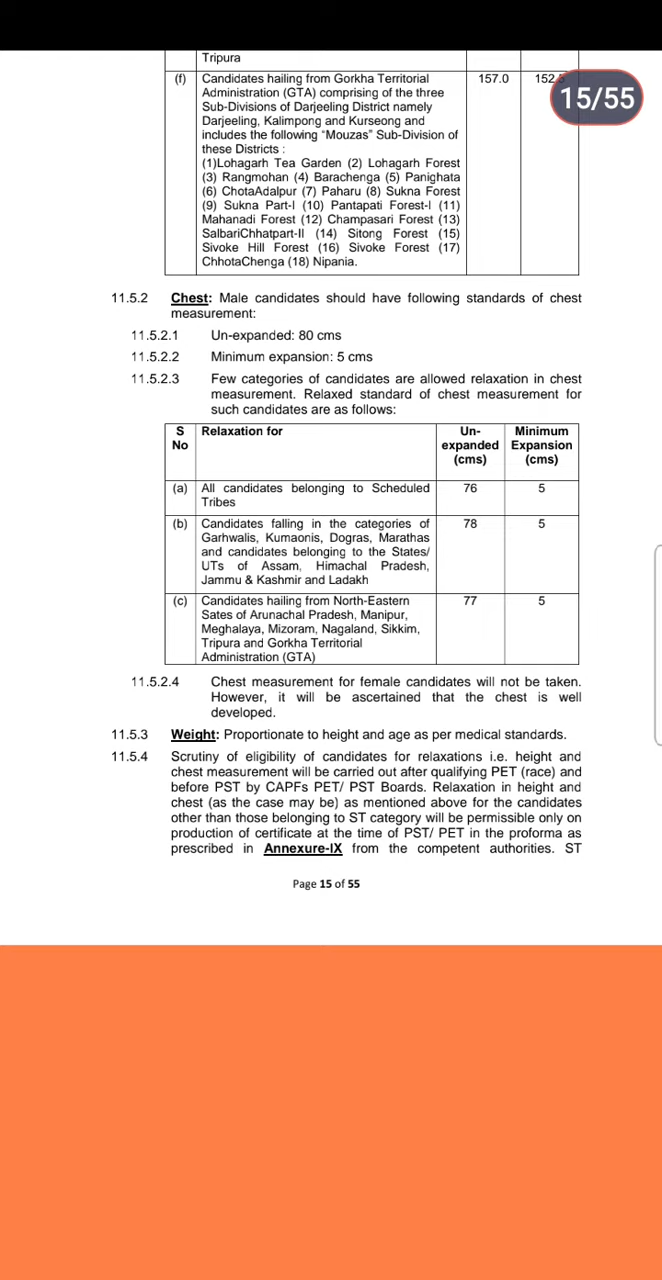 Tripura
(f) Candidates hailing from Gorkha Territorial 157.0 152.5
15/55
Administration (GTA) comprising of the three
Sub-Divisions of Darjeeling District namely
Darjeeling, Kalimpong and Kurseong and
includes the following “Mouzas” Sub-Division of
these Districts :
(1)Lohagarh Tea Garden (2) Lohagarh Forest
(3) Rangmohan (4) Barachenga (5) Panighata
(6) ChotaAdalpur (7) Paharu (8) Sukna Forest
(9) Sukna Part-I (10) Pantapati Forest-I (11)
Mahanadi Forest (12) Champasari Forest (13)
SalbariChhatpart-II (14) Sitong Forest (15)
Sivoke Hill Forest (16) Sivoke Forest (17)
ChhotaChenga (18) Nipania.
11.5.2 Chest: Male candidates should have following standards of chest
measurement:
11.5.2.1 Un-expanded: 80 cms
11.5.2.2 Minimum expansion: 5 cms
11.5.2.3 Few categories of candidates are allowed relaxation in chest
measurement. Relaxed standard of chest measurement for
such candidates are as follows:
S No Relaxation for Un-expanded (cms) Minimum Expansion (cms)
(a) All candidates belonging to Scheduled 76 5
Tribes
(b) Candidates falling in the categories of 78 5
Garhwalis, Kumaonis, Dogras, Marathas
and candidates belonging to the States/
UTs of Assam, Himachal Pradesh,
Jammu & Kashmir and Ladakh
(c) Candidates hailing from North-Eastern 77 5
Sates of Arunachal Pradesh, Manipur,
Meghalaya, Mizoram, Nagaland, Sikkim,
Tripura and Gorkha Territorial
Administration (GTA)
11.5.2.4 Chest measurement for female candidates will not be taken.
However, it will be ascertained that the chest is well
developed.
11.5.3 Weight: Proportionate to height and age as per medical standards.
11.5.4 Scrutiny of eligibility of candidates for relaxations i.e. height and
chest measurement will be carried out after qualifying PET (race) and
before PST by CAPFs PET/ PST Boards. Relaxation in height and
chest (as the case may be) as mentioned above for the candidates
other than those belonging to ST category will be permissible only on
production of certificate at the time of PST/ PET in the proforma as
prescribed in Annexure-IX from the competent authorities. ST
Page 15 of 55